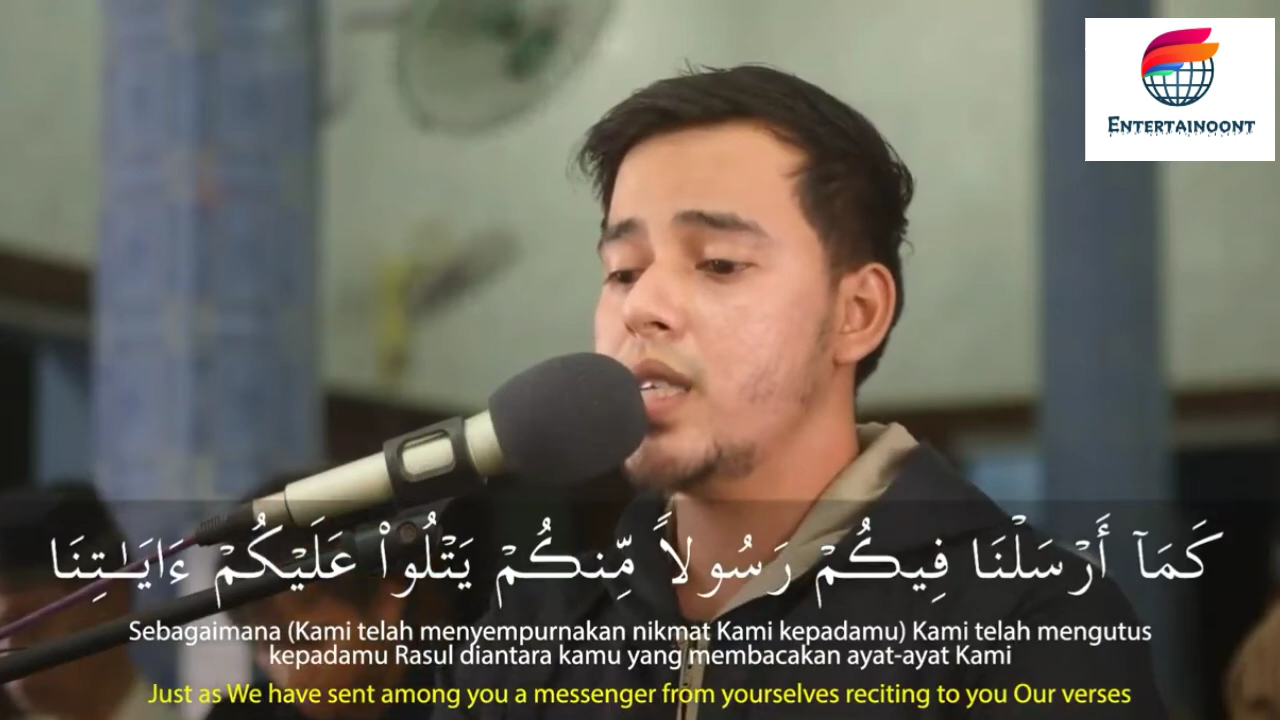 ENTERTAINOONT
كَمَآ أَرْسَلْنَا فِيكُمْ رَسُولاً مِّنكُمْ يَتْلُوا۟ عَلَيْكُمْ ءَايَـٰتِنَا
Sebagaimana (Kami telah menyempurnakan nikmat Kami kepadamu) Kami telah mengutus
kepadamu Rasul diantara kamu yang membacakan ayat-ayat Kami
Just as We have sent among you a messenger from yourselves reciting to you Our verses